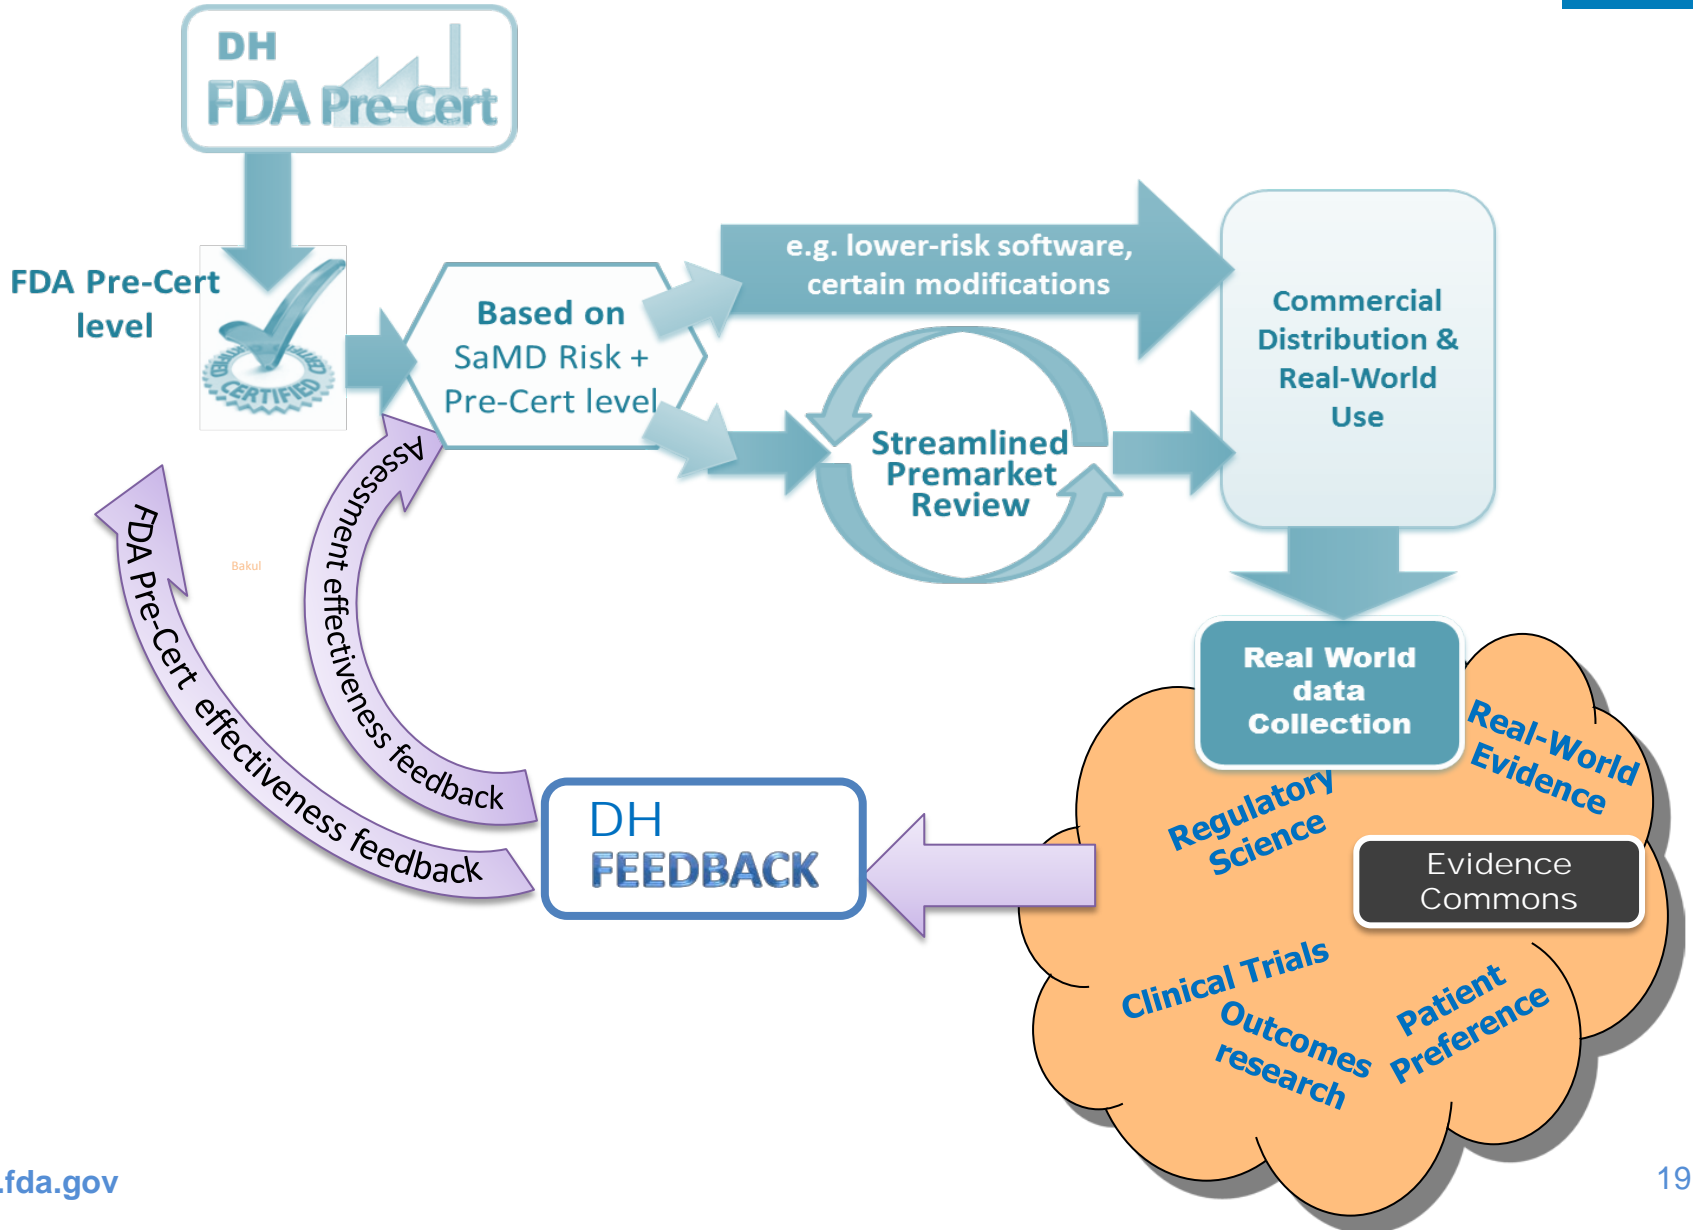 DH
FDA Pre-Cert
FDA Pre-Cert
level
CERTIFIED
Based on
SaMD Risk +
Pre-Cert level
e.g. lower-risk software,
certain modifications
Streamlined
Premarket
Review
Commercial
Distribution &
Real-World
Use
Assessment effectiveness feedback
FDA Pre-Cert effectiveness feedback
Bakul
Real World
data
Collection
Real-World
Evidence
Regulatory
Science
Evidence
Commons
DH
FEEDBACK
Clinical Trials
Outcomes
research
Patient
Preference
.fda.gov
19